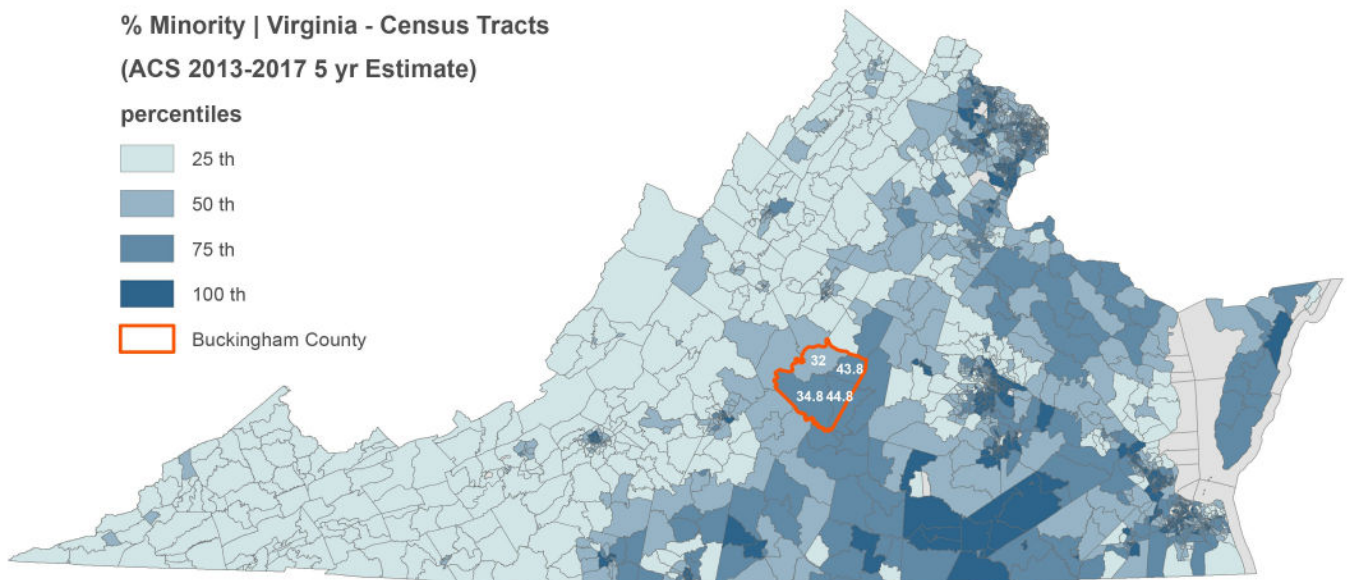 % Minority | Virginia - Census Tracts
(ACS 2013-2017 5 yr Estimate)
percentiles
25 th
50 th
75 th
100 th
Buckingham County
32
43.8
34.8 44.8